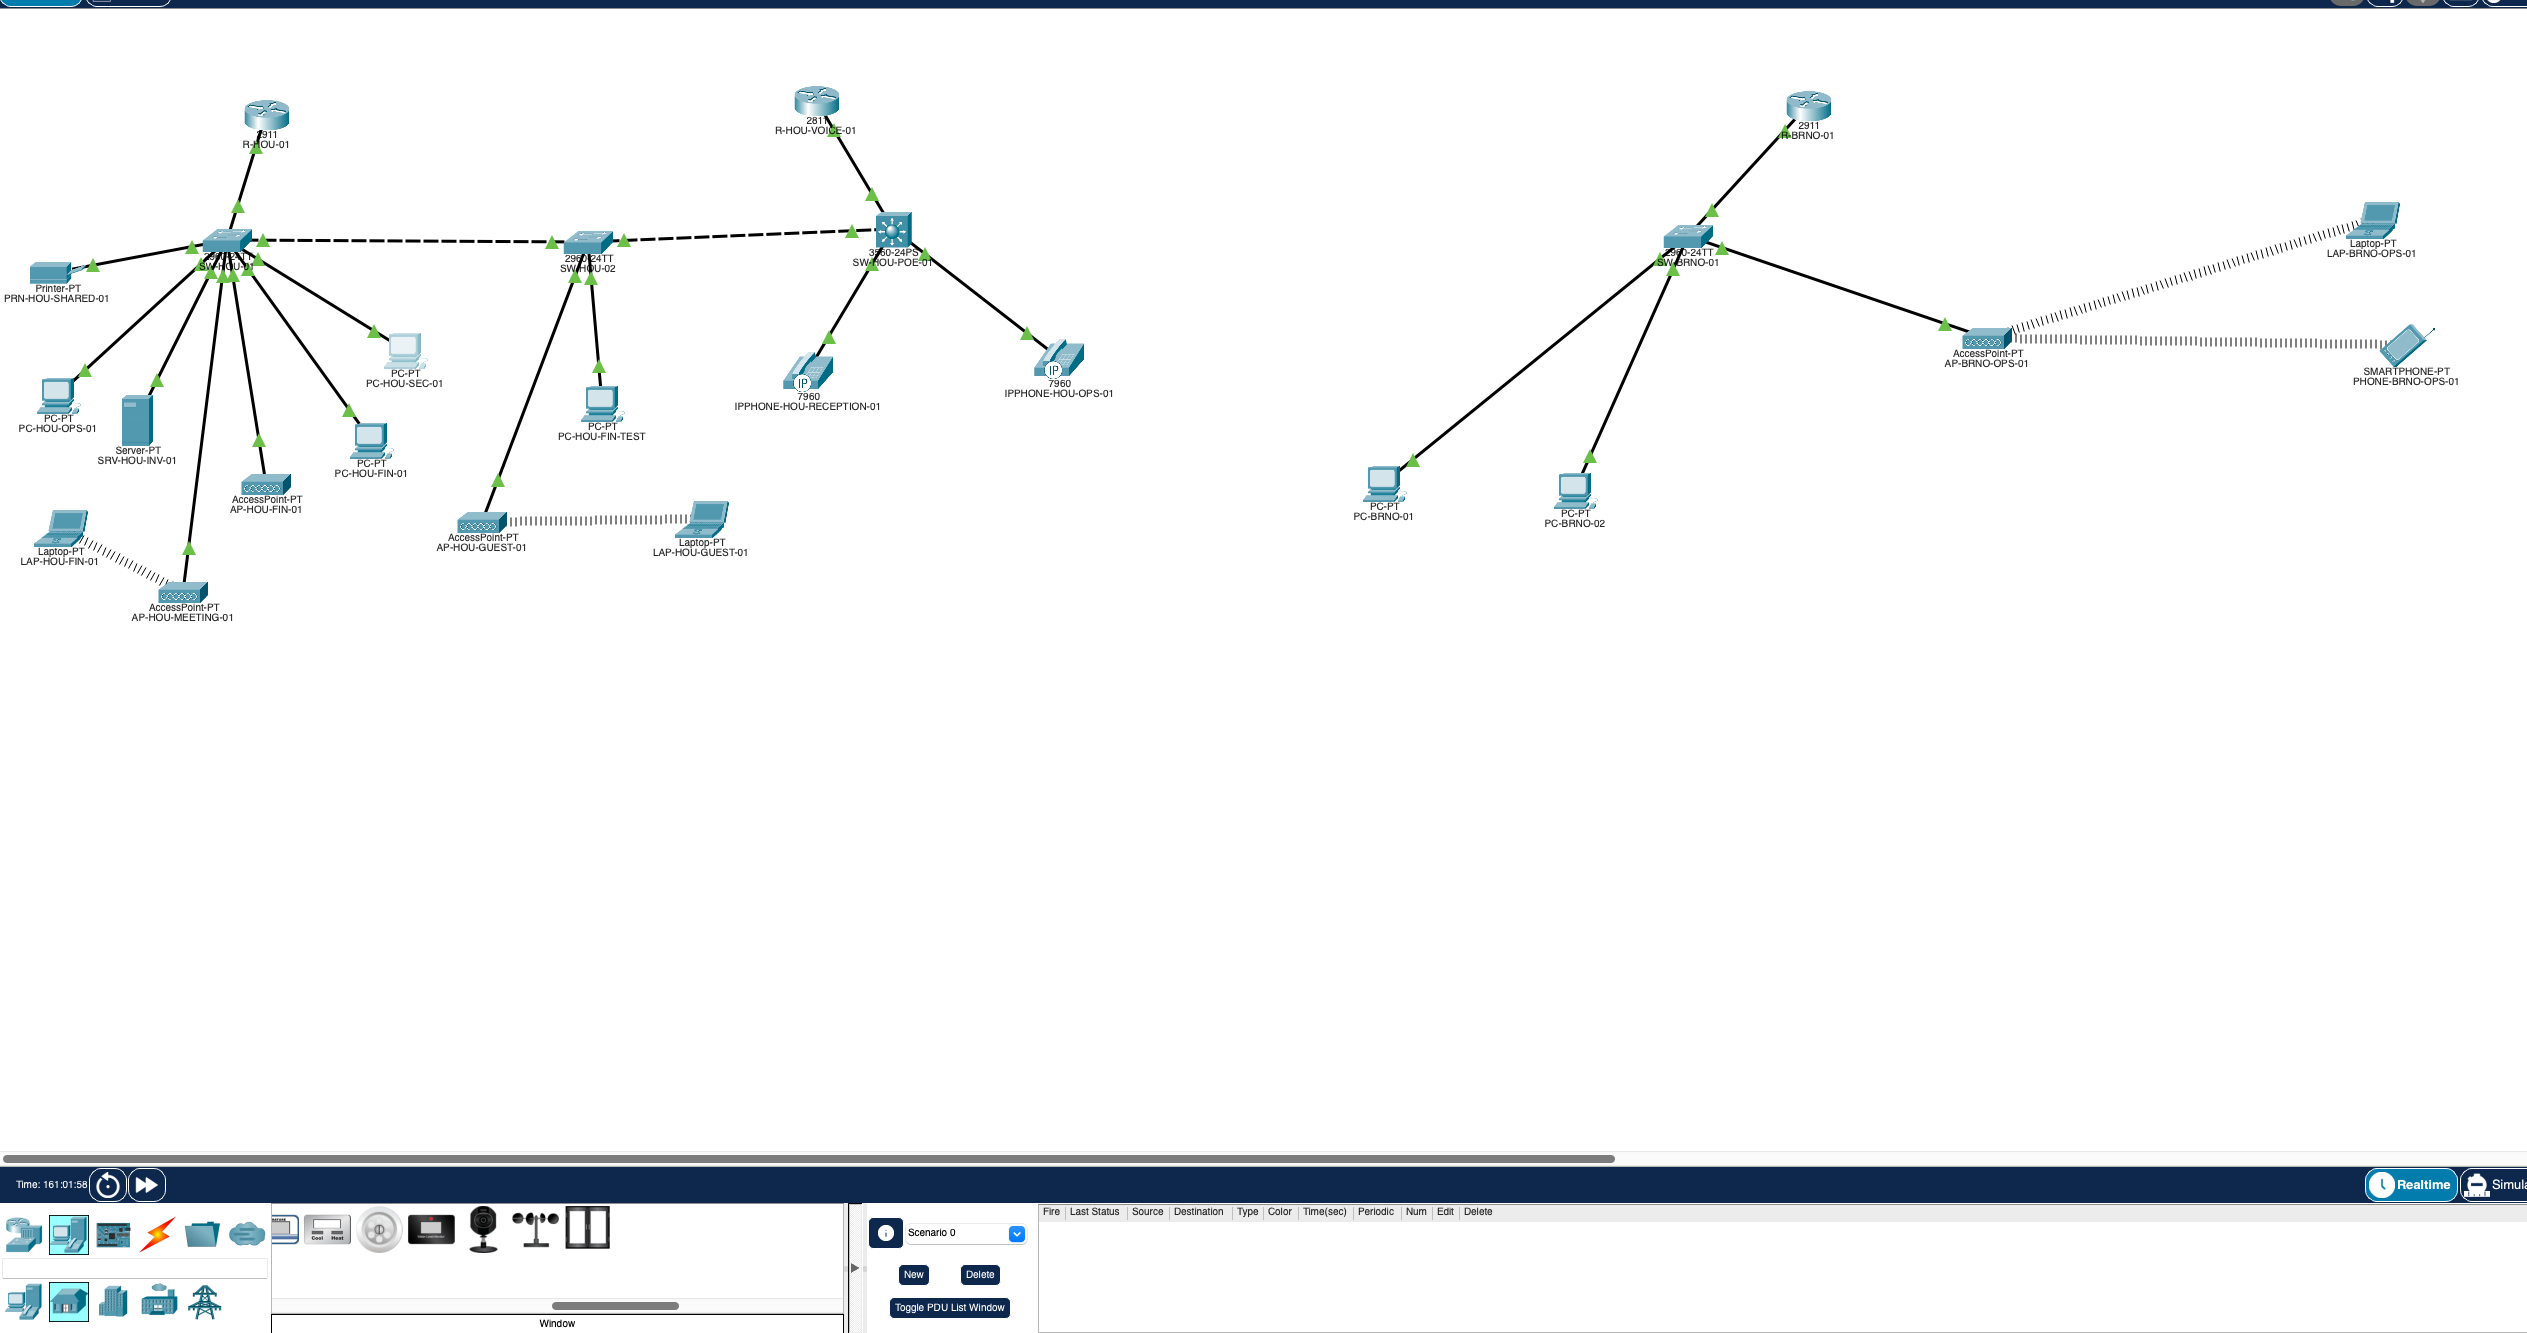 2911
R-HOU-01
2811
R-HOU-VOICE-01
2911
R-BRNO-01
Printer-PT
PRN-HOU-SHARED-01
2960-24TT
SW-HOU-01
2960-24TT
SW-HOU-02
3560-24PS
SW-HOU-POE-01
2960-24TT
SW-BRNO-01
Laptop-PT
LAP-BRNO-OPS-01
PC-PT
PC-HOU-SEC-01
AccessPoint-PT
AP-BRNO-OPS-01
SMARTPHONE-PT
PHONE-BRNO-OPS-01
PC-PT
PC-HOU-OPS-01
Server-PT
SRV-HOU-INV-01
PC-PT
PC-HOU-FIN-01
PC-PT
PC-HOU-FIN-TEST
IP
7960
IPPHONE-HOU-RECEPTION-01
IP
7960
IPPHONE-HOU-OPS-01
AccessPoint-PT
AP-HOU-FIN-01
PC-PT
PC-BRNO-01
PC-PT
PC-BRNO-02
Laptop-PT
LAP-HOU-FIN-01
AccessPoint-PT
AP-HOU-GUEST-01
Laptop-PT
LAP-HOU-GUEST-01
AccessPoint-PT
AP-HOU-MEETING-01
Time: 161:01:58
Realtime
Simula
Cool Heat
Scenario 0
New
Delete
Toggle PDU List Window
Fire Last Status Source Destination Type Color Time(sec) Periodic Num Edit Delete
Window